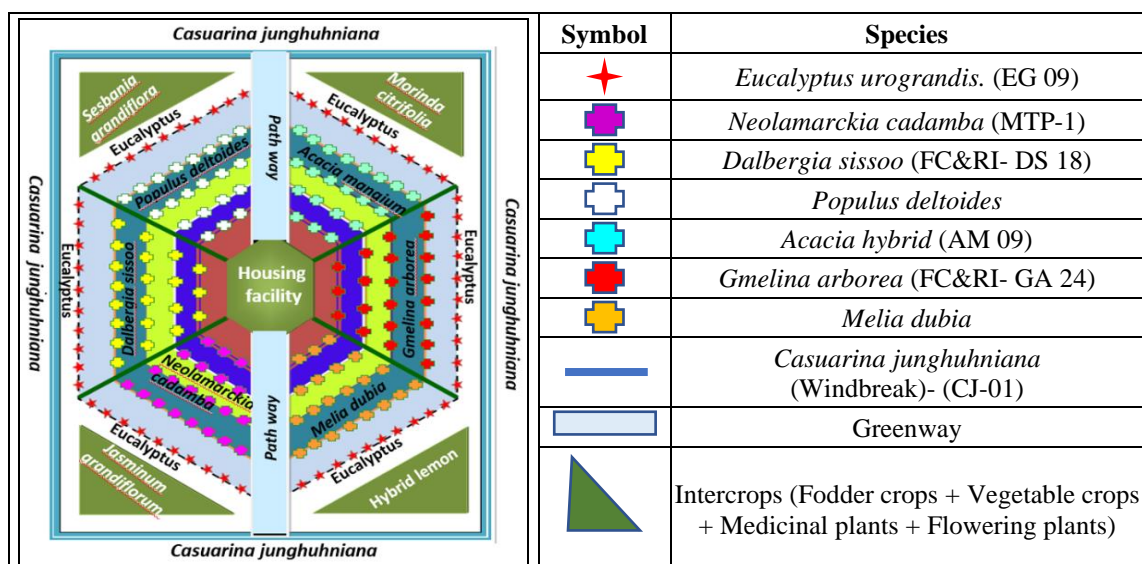 Casuarina junghuhniana
Sesbania
grandiflora
Eucalyptus
Path way
Eucalyptus
Morinda
citrifolia
Populus deltoides
Acacia manaium
Casuarina junghuhniana
Eucalyptus
Dalbergia sissoo
Housing
facility
Gmelina arborea
Eucalyptus
Casuarina junghuhniana
Neolamarckia
cadamba
Path way
Melia dubia
Jasminum
grandiflorum
Eucalyptus
Eucalyptus
Hybrid lemon
Casuarina junghuhniana
Symbol Species
Eucalyptus urograndis. (EG 09)
Neolamarckia cadamba (MTP-1)
Dalbergia sissoo (FC&RI- DS 18)
Populus deltoides
Acacia hybrid (AM 09)
Gmelina arborea (FC&RI- GA 24)
Melia dubia
Casuarina junghuhniana
(Windbreak)- (CJ-01)
Greenway
Intercrops (Fodder crops + Vegetable crops
+ Medicinal plants + Flowering plants)